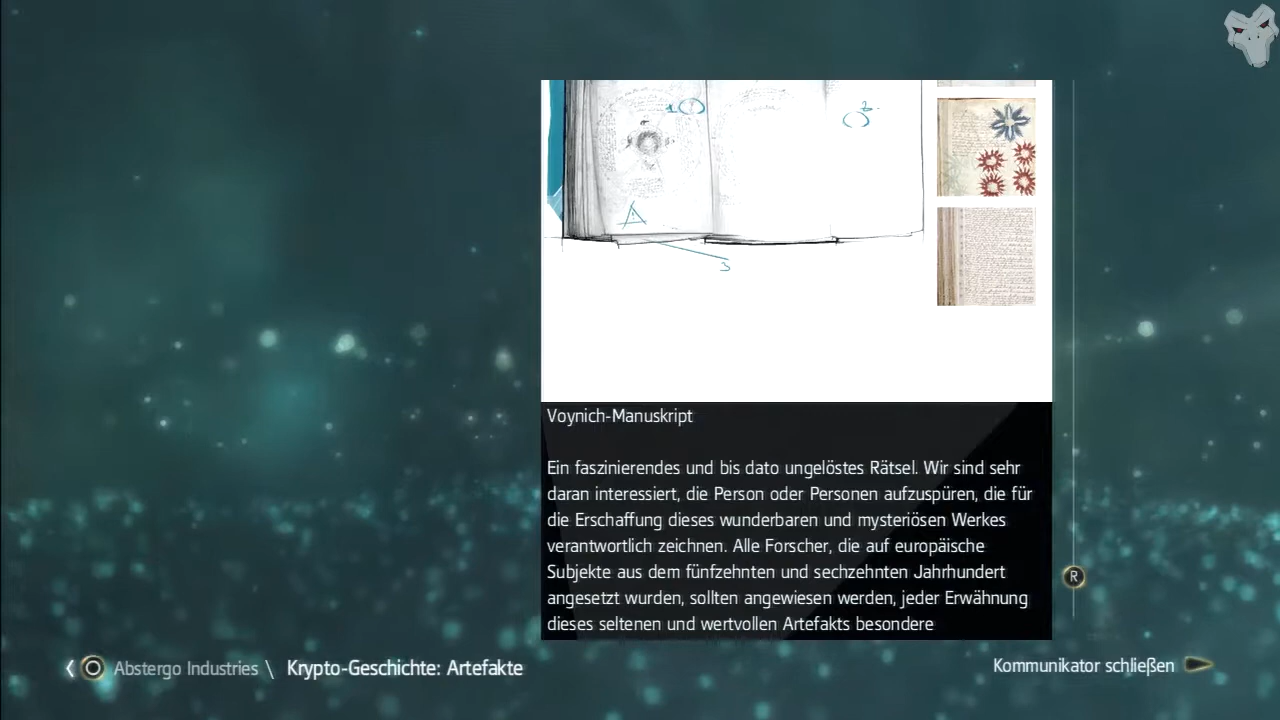 1
2
3
Voynich-Manuskript
Ein faszinierendes und bis dato ungelöstes Rätsel. Wir sind sehr
daran interessiert, die Person oder Personen aufzuspüren, die für
die Erschaffung dieses wunderbaren und mysteriösen Werkes
verantwortlich zeichnen. Alle Forscher, die auf europäische
Subjekte aus dem fünfzehnten und sechzehnten Jahrhundert
angesetzt wurden, sollten angewiesen werden, jeder Erwähnung
dieses seltenen und wertvollen Artefakts besondere
R
Abstergo Industries \ Krypto-Geschichte: Artefakte
Kommunikator schließen